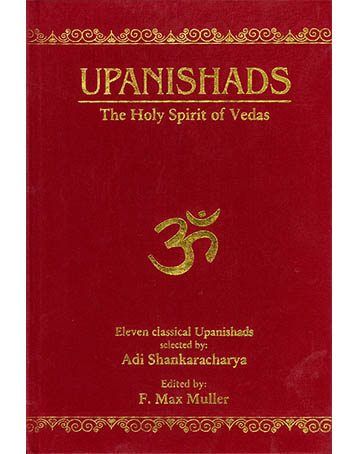 UPANISHADS
The Holy Spirit of Vedas
ॐ
Eleven classical Upanishads
selected by:
Adi Shankaracharya
Edited by:
F. Max Muller